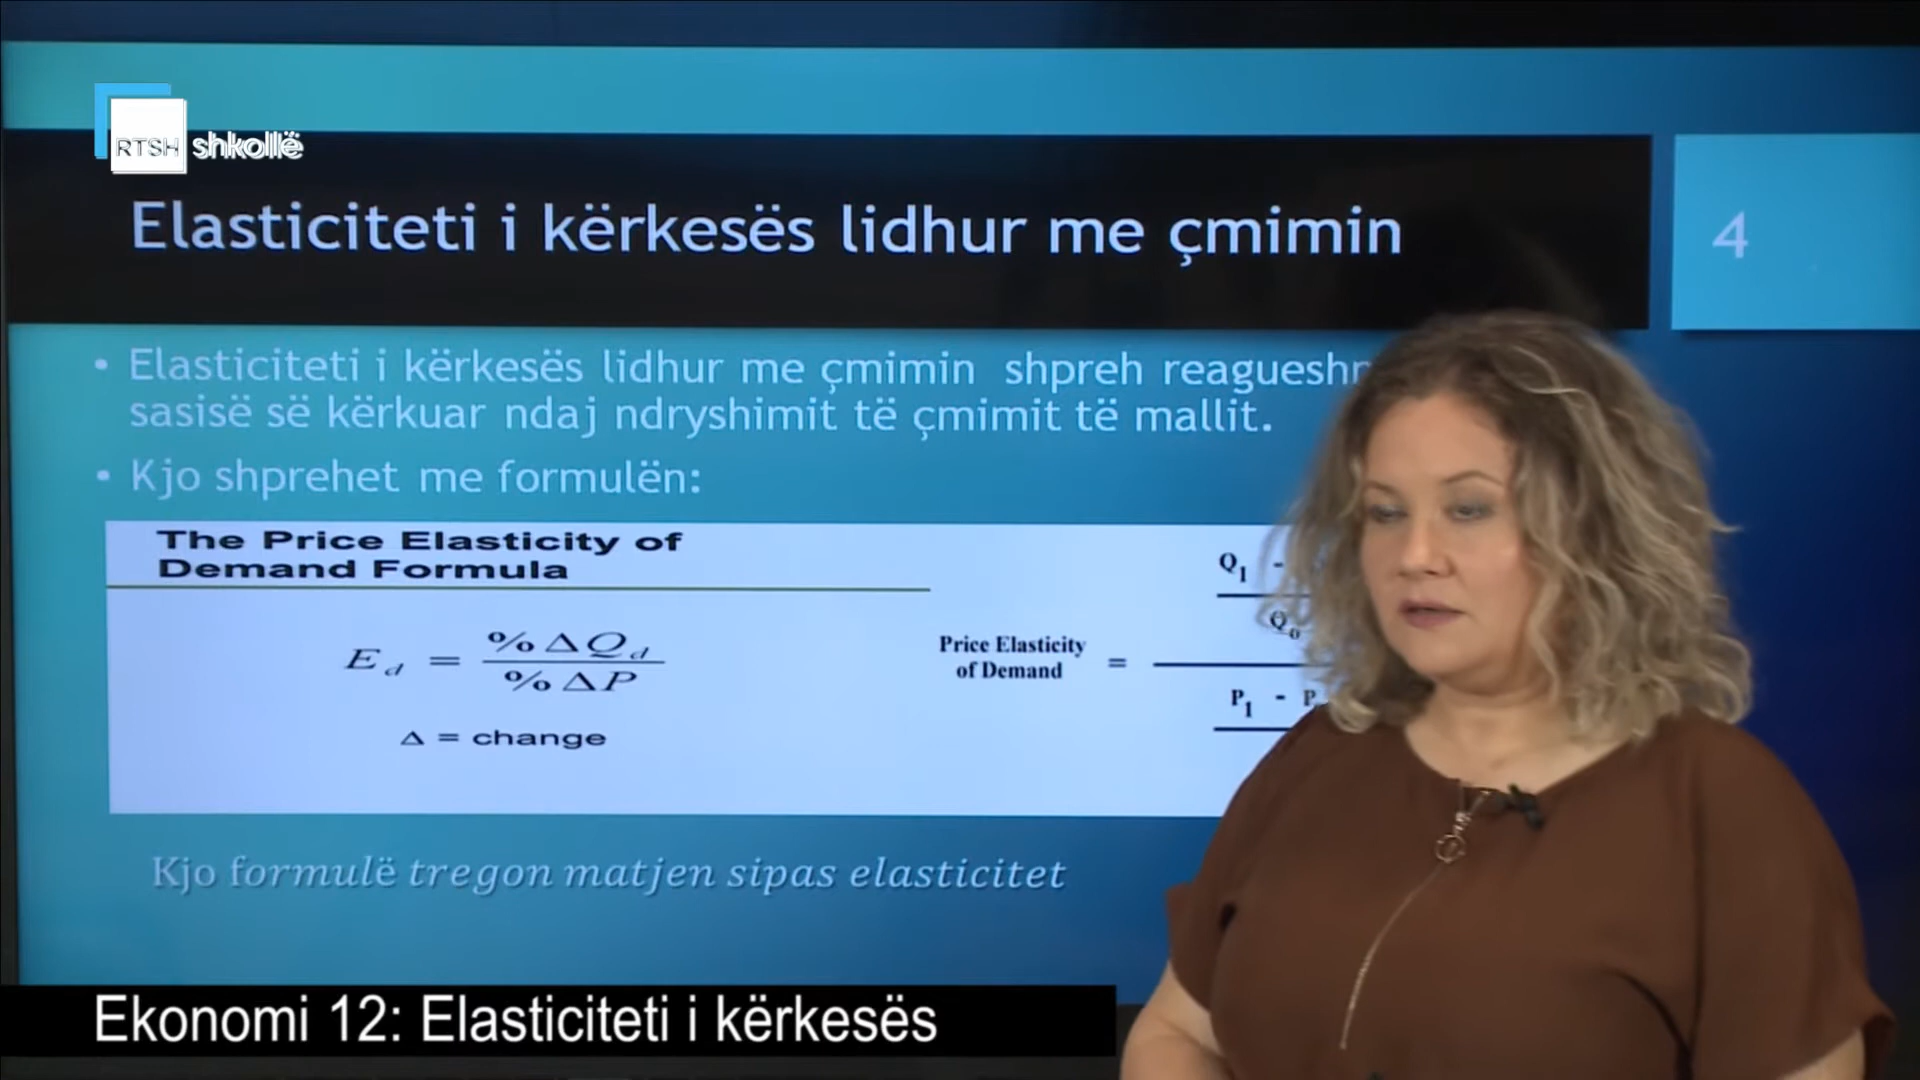 RTSH shkollë
Elasticiteti i kërkesës lidhur me çmimin
4
• Elasticiteti i kërkesës lidhur me çmimin shpreh
sasisë së kërkuar ndaj ndryshimit të çmimit të mallit.
• Kjo shprehet me formulën:
The Price Elasticity of
Demand Formula
E_d = %ΔQ_d / %ΔP
Δ = change
Price Elasticity
of Demand =
Q₁ -
Q₀
P₁ - P
Kjo formulë tregon matjen sipas elasticitet
Ekonomi 12: Elasticiteti i kërkesës